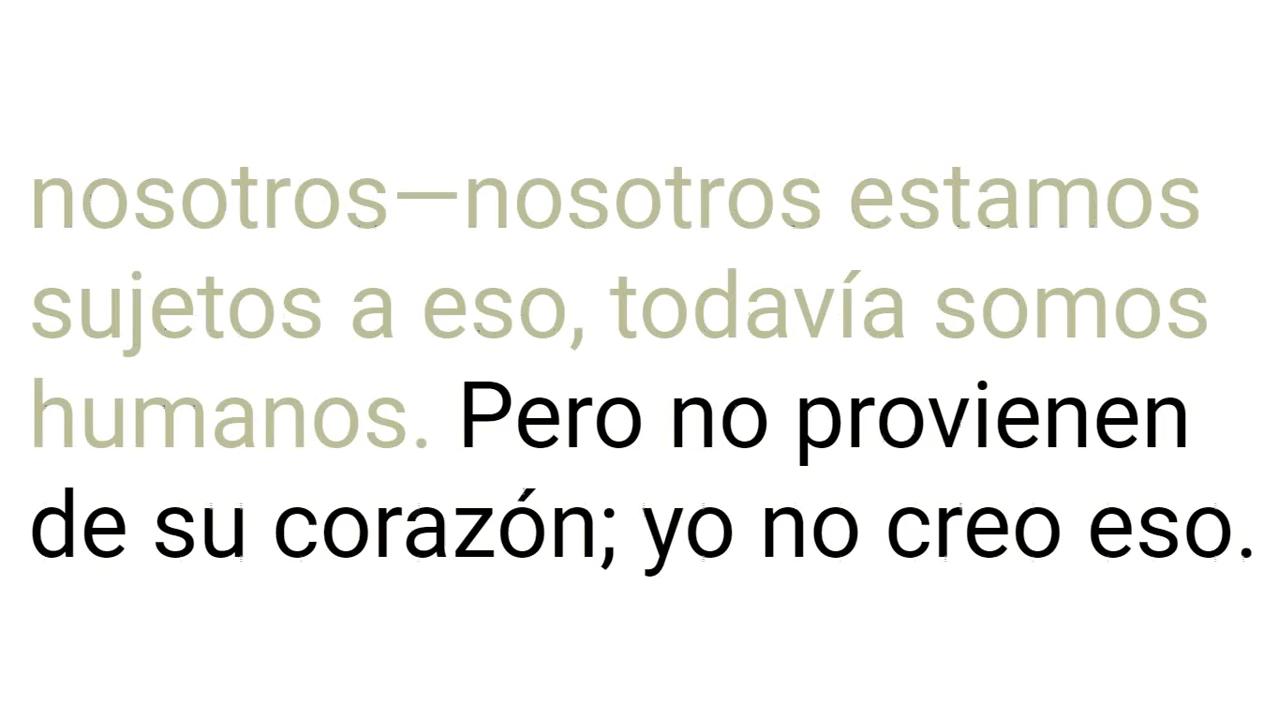 nosotros—nosotros estamos
sujetos a eso, todavía somos
humanos. Pero no provienen
de su corazón; yo no creo eso.